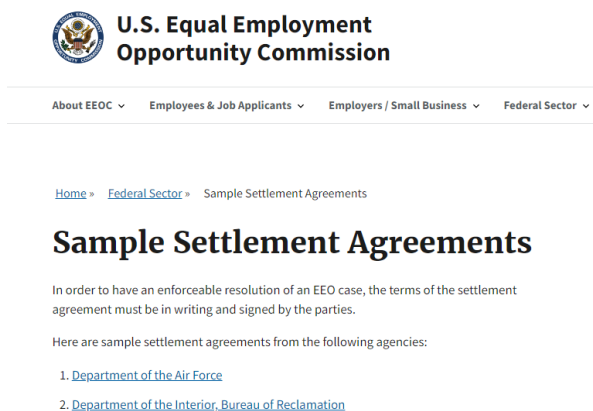 U.S. Equal Employment
Opportunity Commission
About EEOC Employees & Job Applicants Employers / Small Business Federal Sector
Home » Federal Sector » Sample Settlement Agreements
Sample Settlement Agreements
In order to have an enforceable resolution of an EEO case, the terms of the settlement
agreement must be in writing and signed by the parties.
Here are sample settlement agreements from the following agencies:
1. Department of the Air Force
2. Department of the Interior, Bureau of Reclamation